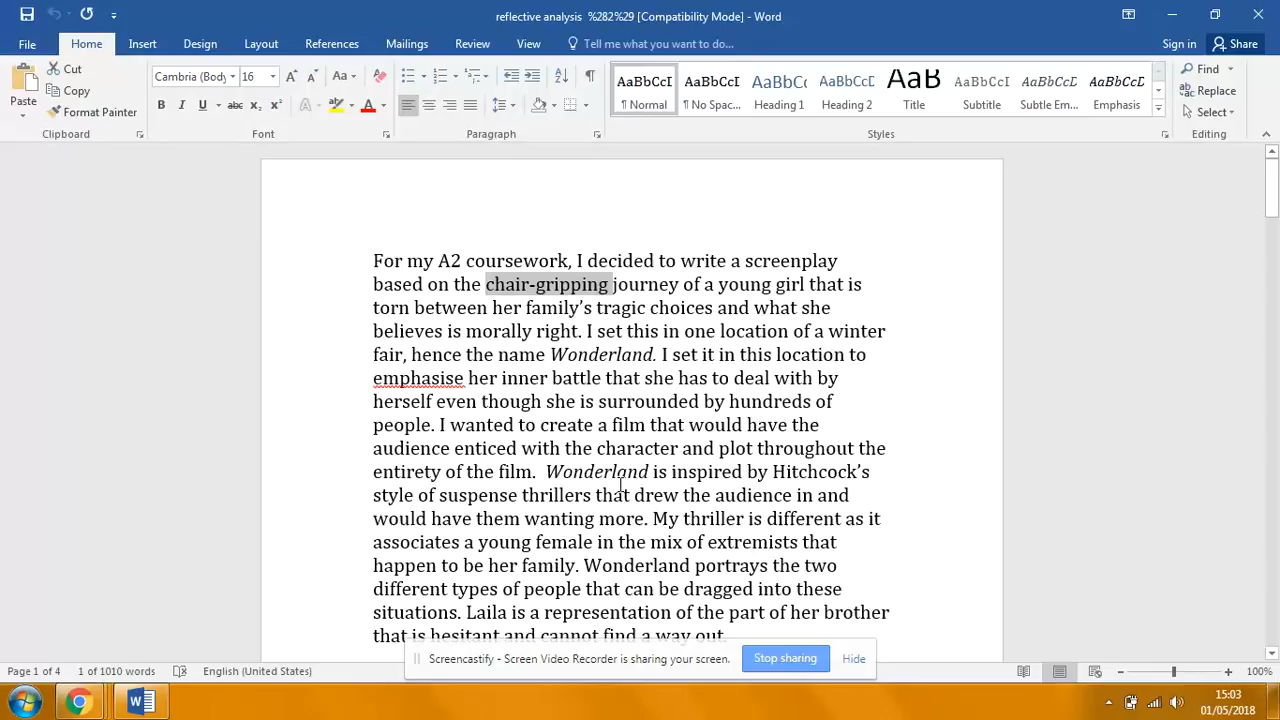 reflective analysis %282%29 [Compatibility Mode] - Word
File Home Insert Design Layout References Mailings Review View Tell me what you want to do... Sign in Share
Paste Cut Copy Format Painter
Cambria (Body 16
AaBbCcI AaBbCcI AaBbCc AaBbCcI AaB AaBbCcI AaBbCcI AaBbCcI
¶ Normal ¶ No Spac... Heading 1 Heading 2 Title Subtitle Subtle Em... Emphasis
Find Replace Select
Clipboard Font Paragraph Styles Editing
For my A2 coursework, I decided to write a screenplay
based on the chair-gripping journey of a young girl that is
torn between her family’s tragic choices and what she
believes is morally right. I set this in one location of a winter
fair, hence the name Wonderland. I set it in this location to
emphasise her inner battle that she has to deal with by
herself even though she is surrounded by hundreds of
people. I wanted to create a film that would have the
audience enticed with the character and plot throughout the
entirety of the film. Wonderland is inspired by Hitchcock’s
style of suspense thrillers that drew the audience in and
would have them wanting more. My thriller is different as it
associates a young female in the mix of extremists that
happen to be her family. Wonderland portrays the two
different types of people that can be dragged into these
situations. Laila is a representation of the part of her brother
that is hesitant and cannot find a way out.
Screencastify - Screen Video Recorder is sharing your screen. Stop sharing Hide
Page 1 of 4 1 of 1010 words English (United States) 100%
15:03
01/05/2018